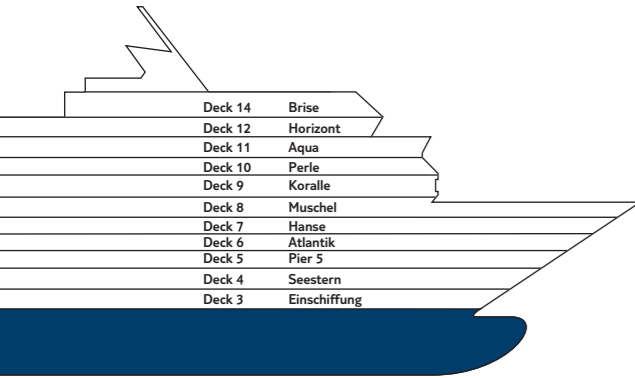 Deck 14 Brise
Deck 12 Horizont
Deck 11 Aqua
Deck 10 Perle
Deck 9 Koralle
Deck 8 Muschel
Deck 7 Hanse
Deck 6 Atlantik
Deck 5 Pier 5
Deck 4 Seestern
Deck 3 Einschiffung